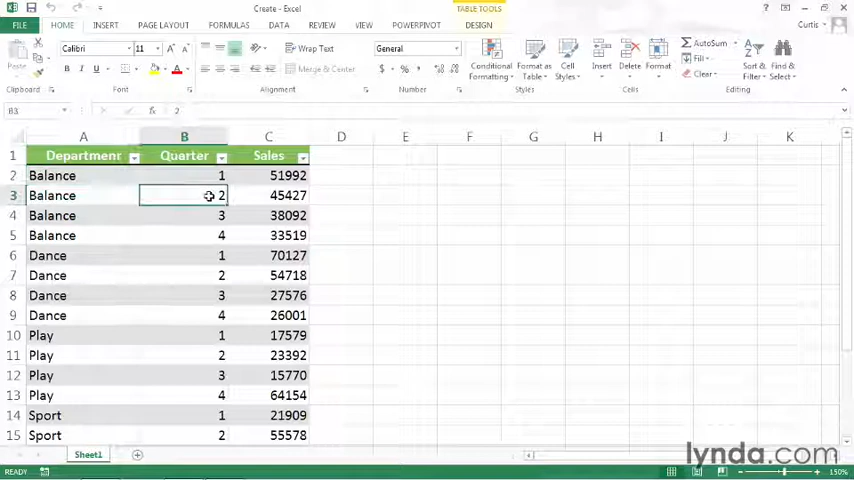 Create - Excel
TABLE TOOLS
FILE HOME INSERT PAGE LAYOUT FORMULAS DATA REVIEW VIEW POWERPIVOT DESIGN
Curtis
Paste
Calibri 11
Wrap Text
General
Merge & Center
Conditional Formatting
Format as Table
Cell Styles
Insert Delete Format
AutoSum
Fill
Clear
Sort & Filter
Find & Select
Clipboard Font Alignment Number Styles Cells Editing
B3 fx 2
A B C D E F G H I J K
1 Department Quarter Sales
2 Balance 1 51992
3 Balance 2 45427
4 Balance 3 38092
5 Balance 4 33519
6 Dance 1 70127
7 Dance 2 54718
8 Dance 3 27576
9 Dance 4 26001
10 Play 1 17579
11 Play 2 23392
12 Play 3 15770
13 Play 4 64154
14 Sport 1 21909
15 Sport 2 55578
Sheet1
lynda.com
READY 150%